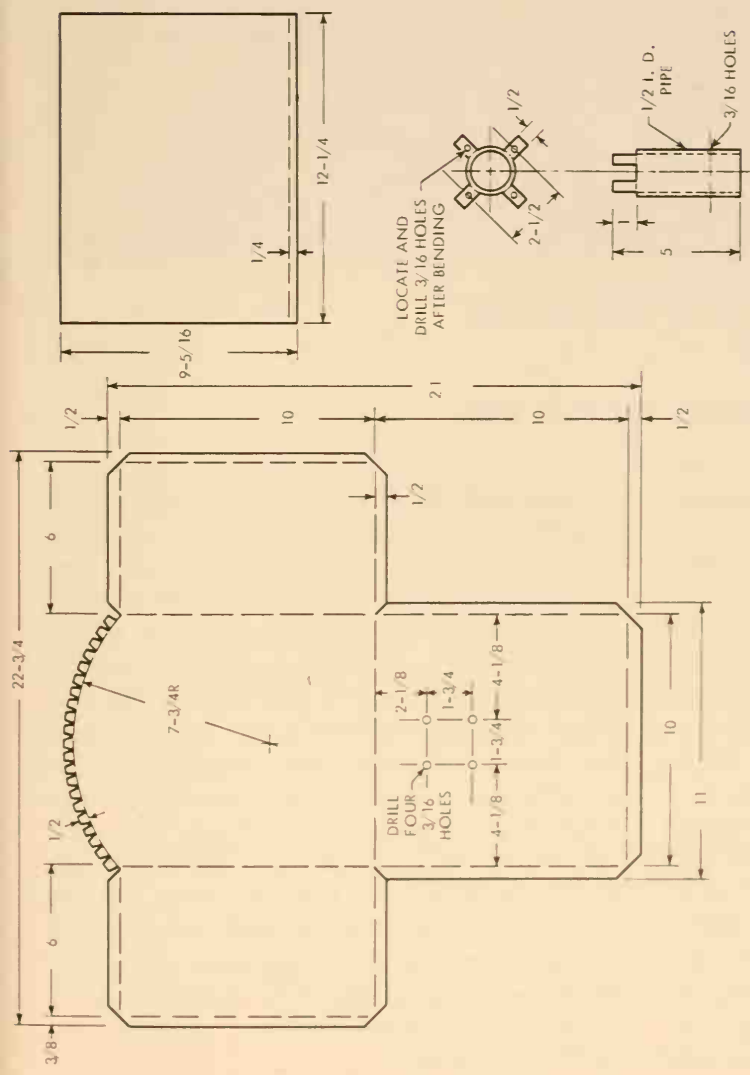 22-3/4
3/8
6
6
1/2
7-3/4R
1/2
10
21
10
1/2
1/2
2-1/8
1-3/4
DRILL
FOUR
3/16
HOLES
4-1/8
1-3/4
4-1/8
10
11
9-5/16
1/4
12-1/4
LOCATE AND
DRILL 3/16 HOLES
AFTER BENDING
1/2
2-1/2
1
5
1/2 I. D.
PIPE
3/16 HOLES